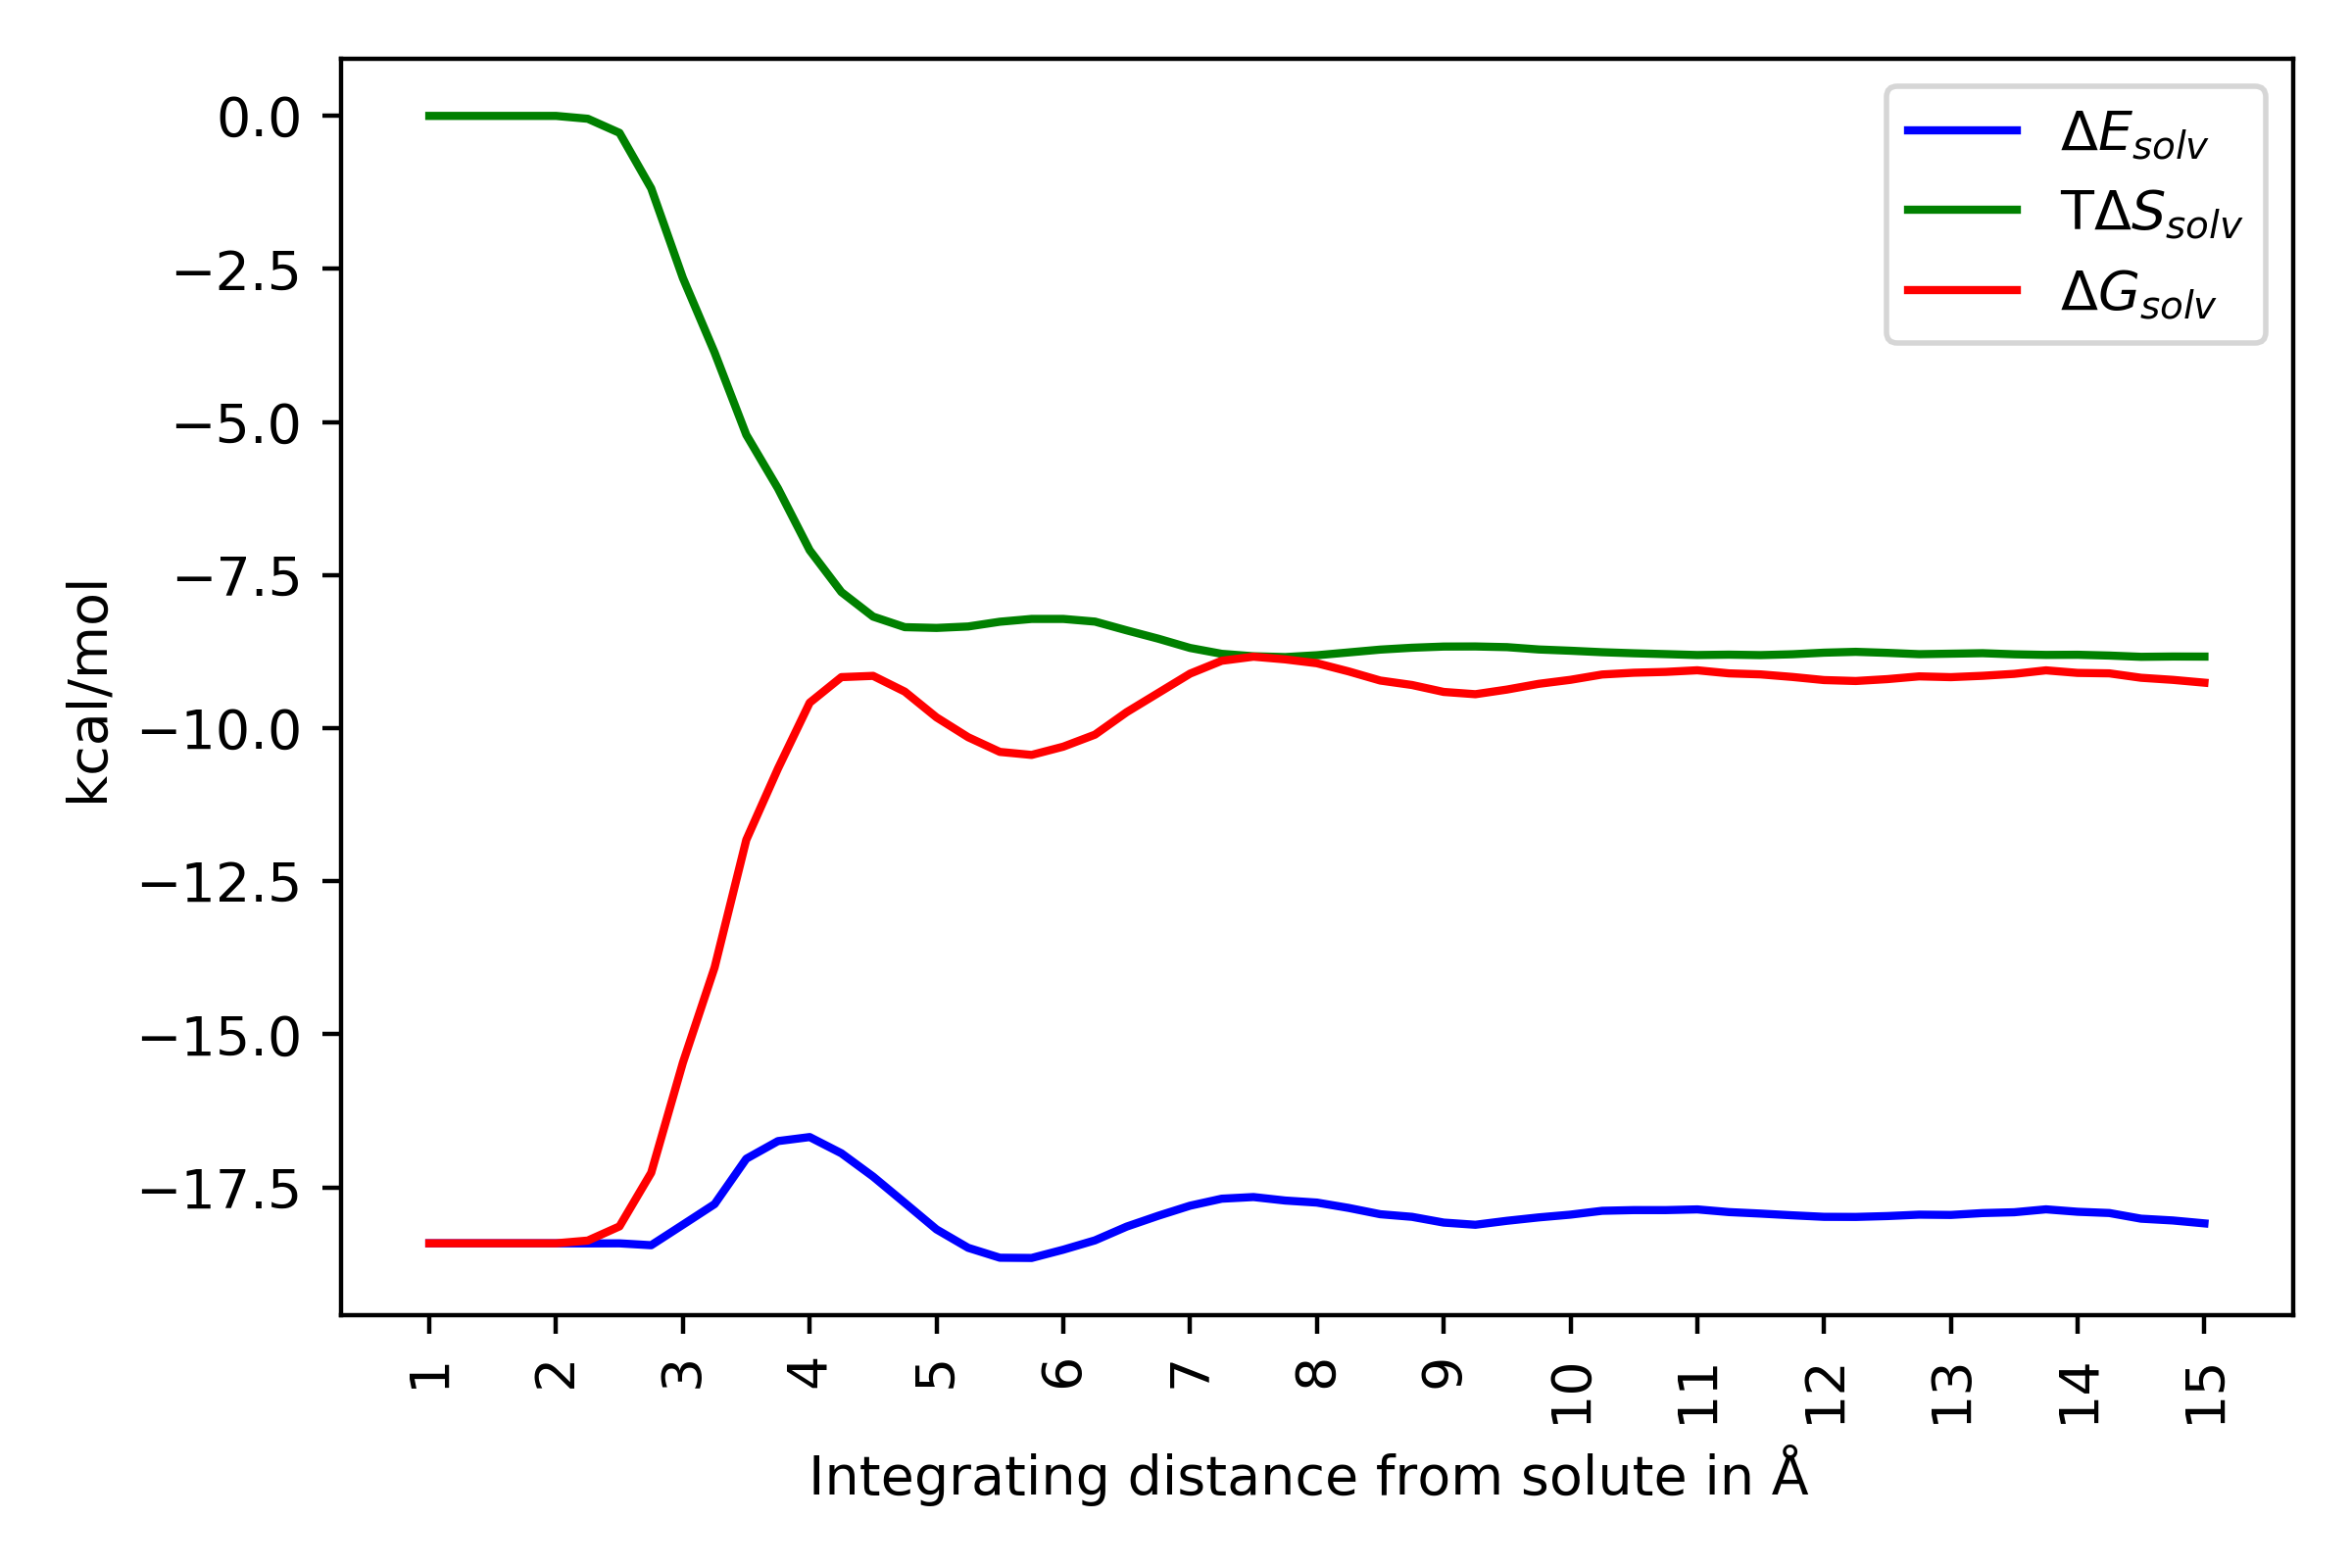 0.0
−2.5
−5.0
−7.5
−10.0
−12.5
−15.0
−17.5
kcal/mol
ΔE_solv
TΔS_solv
ΔG_solv
1 2 3 4 5 6 7 8 9 10 11 12 13 14 15
Integrating distance from solute in Å